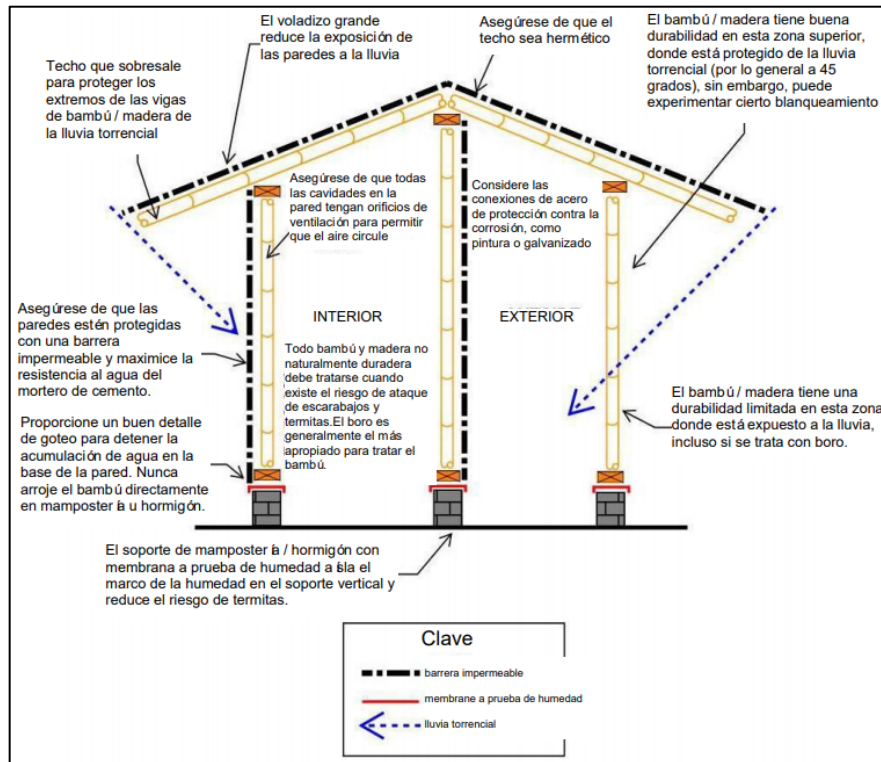 El voladizo grande
reduce la exposición de
las paredes a la lluvia
Asegúrese de que el
techo sea hermético
El bambú / madera tiene buena
durabilidad en esta zona superior,
donde está protegido de la lluvia
torrencial (por lo general a 45
grados), sin embargo, puede
experimentar cierto blanqueamiento
Techo que sobresale
para proteger los
extremos de las vigas
de bambú / madera de
la lluvia torrencial
Asegúrese de que todas
las cavidades en la
pared tengan orificios de
ventilación para permitir
que el aire circule
Considere las
conexiones de acero
de protección contra la
corrosión, como
pintura o galvanizado
Asegúrese de que las
paredes estén protegidas
con una barrera
impermeable y maximice la
resistencia al agua del
mortero de cemento.
INTERIOR
EXTERIOR
Todo bambú y madera no
naturalmente duradera
debe tratarse cuando
existe el riesgo de ataque
de escarabajos y
termitas.El boro es
generalmente el más
apropiado para tratar el
bambú.
El bambú / madera tiene una
durabilidad limitada en esta zona
donde está expuesto a la lluvia,
incluso si se trata con boro.
Proporcione un buen detalle
de goteo para detener la
acumulación de agua en la
base de la pared. Nunca
arroje el bambú directamente
en mampostería u hormigón.
El soporte de mampostería / hormigón con
membrana a prueba de humedad aísla el
marco de la humedad en el soporte vertical y
reduce el riesgo de termitas.
Clave
barrera impermeable
membrane a prueba de humedad
lluvia torrencial